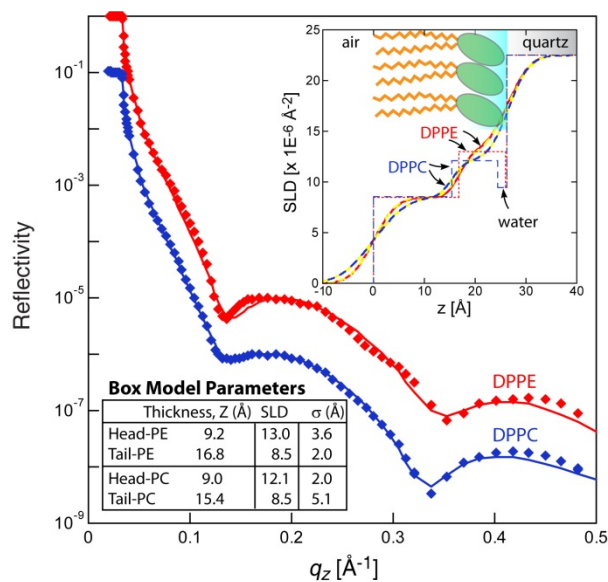 Reflectivity
10⁻¹
10⁻³
10⁻⁵
10⁻⁷
10⁻⁹
0
0.1
0.2
0.3
0.4
0.5
q_z [Å⁻¹]
air
quartz
SLD [x 1E-6 Å-2]
25
20
15
10
5
0
-10
0
10
20
30
40
z [Å]
DPPE
DPPC
water
DPPE
DPPC
Box Model Parameters
Thickness, Z (Å) SLD σ (Å)
Head-PE 9.2 13.0 3.6
Tail-PE 16.8 8.5 2.0
Head-PC 9.0 12.1 2.0
Tail-PC 15.4 8.5 5.1